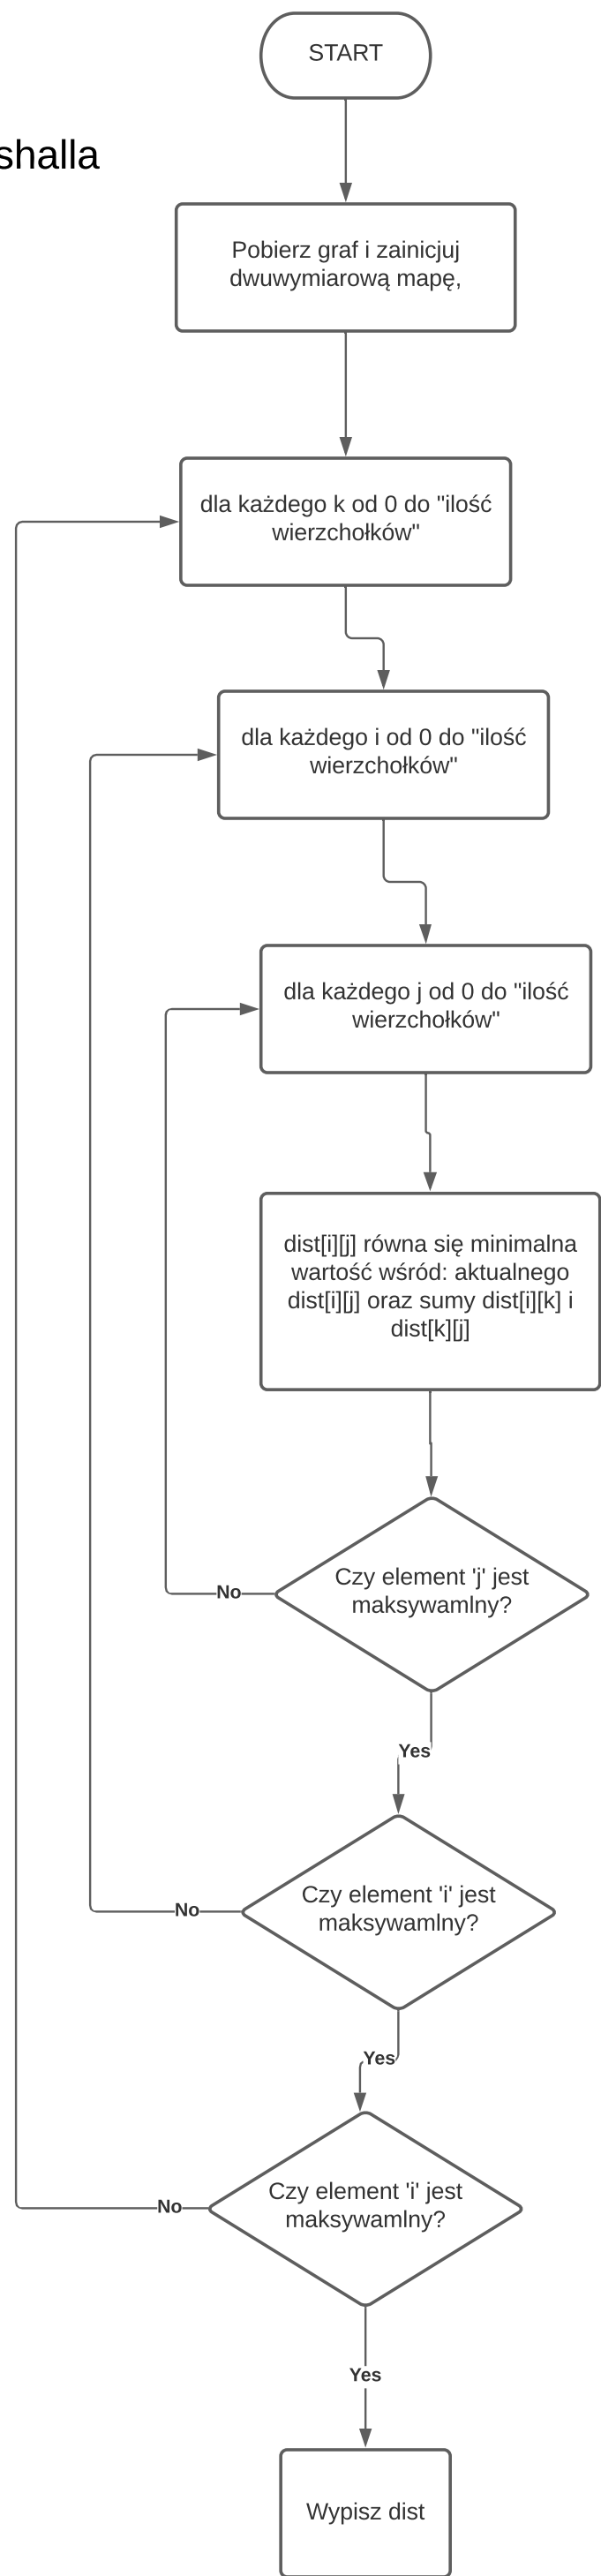 START
shalla
Pobierz graf i zainicjuj
dwuwymiarową mapę,
dla każdego k od 0 do "ilość
wierzchołków"
dla każdego i od 0 do "ilość
wierzchołków"
dla każdego j od 0 do "ilość
wierzchołków"
dist[i][j] równa się minimalna
wartość wśród: aktualnego
dist[i][j] oraz sumy dist[i][k] i
dist[k][j]
Czy element 'j' jest
maksywamlny?
No
Yes
Czy element 'i' jest
maksywamlny?
No
Yes
Czy element 'i' jest
maksywamlny?
No
Yes
Wypisz dist